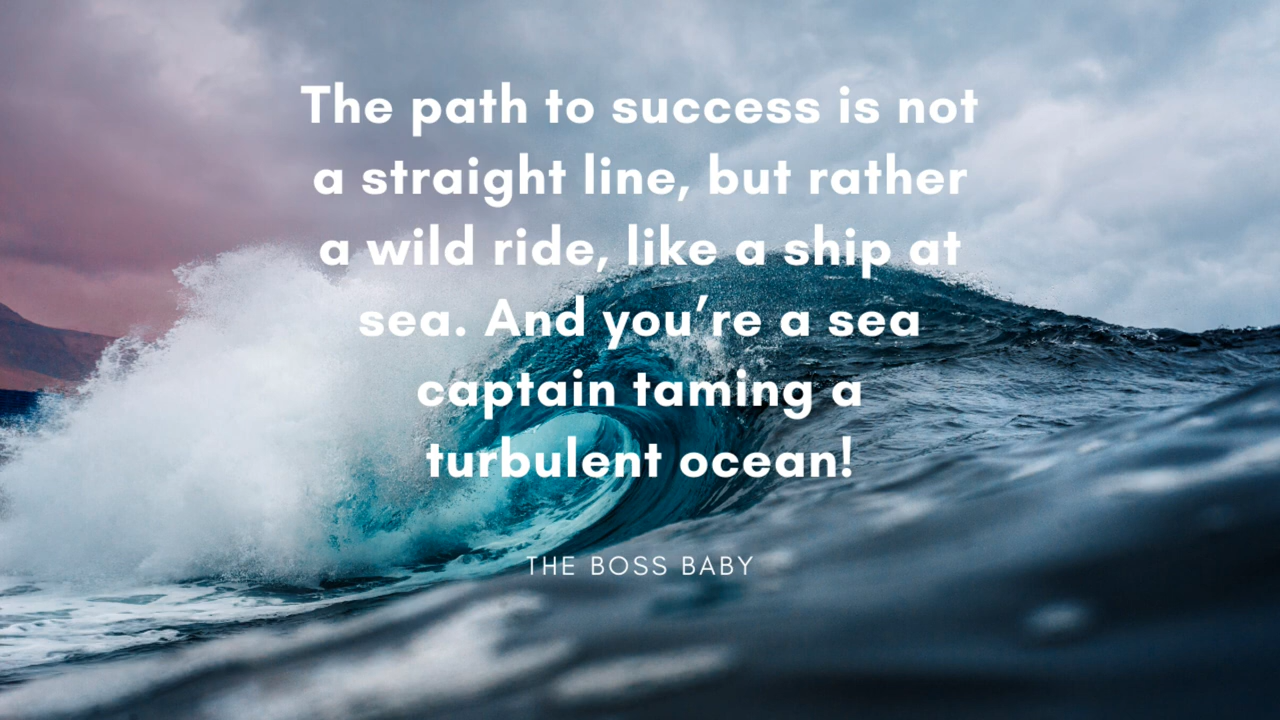 The path to success is not
a straight line, but rather
a wild ride, like a ship at
sea. And you’re a sea
captain taming a
turbulent ocean!
THE BOSS BABY